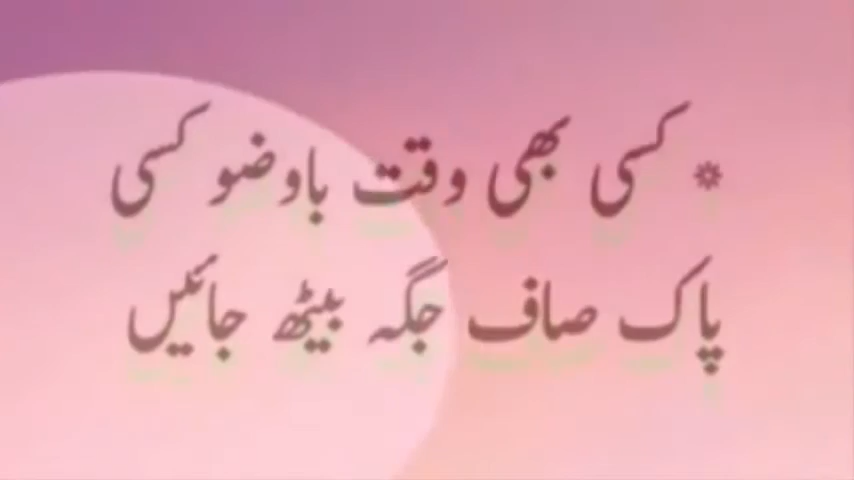 * کسی بھی وقت باوضو کسی
پاک صاف جگہ بیٹھ جائیں